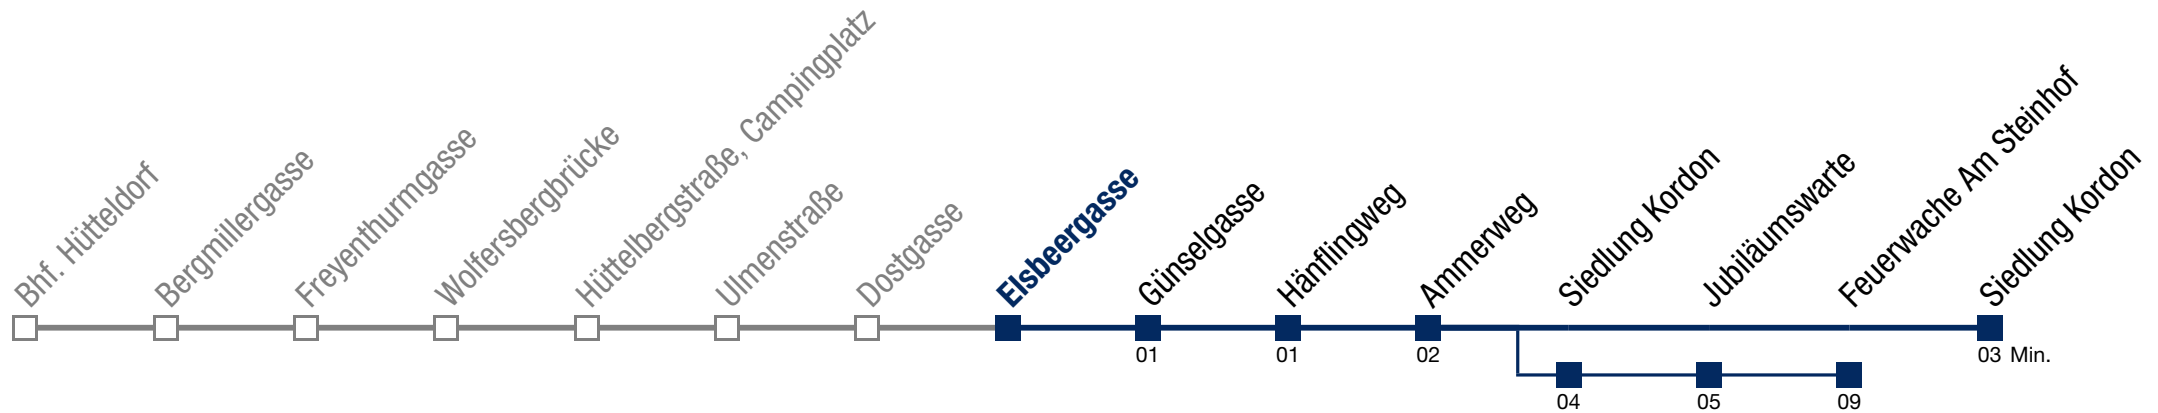 Bhf. Hütteldorf
Bergmillergasse
Freyenthurmgasse
Wolfersbergbrücke
Hüttelbergstraße, Campingplatz
Ulmenstraße
Dostgasse
Elsbeergasse
Günselgasse
Hänflingweg
Ammerweg
Siedlung Kordon
Jubiläumswarte
Feuerwache Am Steinhof
Siedlung Kordon
01
01
02
03 Min.
04
05
09